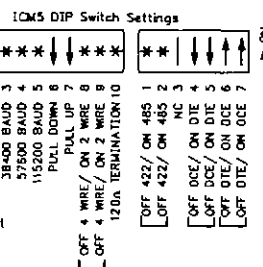 ICM5 DIP Switch Settings
* * * ↓ ↓ * * * * * | ↓ ↓ ↑ ↑
38400 BAUD 3
57600 BAUD 4
115200 BAUD 5
PULL DOWN 6
PULL UP 7
OFF 4 WIRE/ ON 2 WIRE 8
OFF 4 WIRE/ ON 2 WIRE 9
120Ω TERMINATION 10
OFF 422/ ON 485 1
OFF 422/ ON 485 2
NC 3
OFF DCE/ ON DTE 4
OFF DCE/ ON DTE 5
OFF DTE/ ON DCE 6
OFF DTE/ ON DCE 7